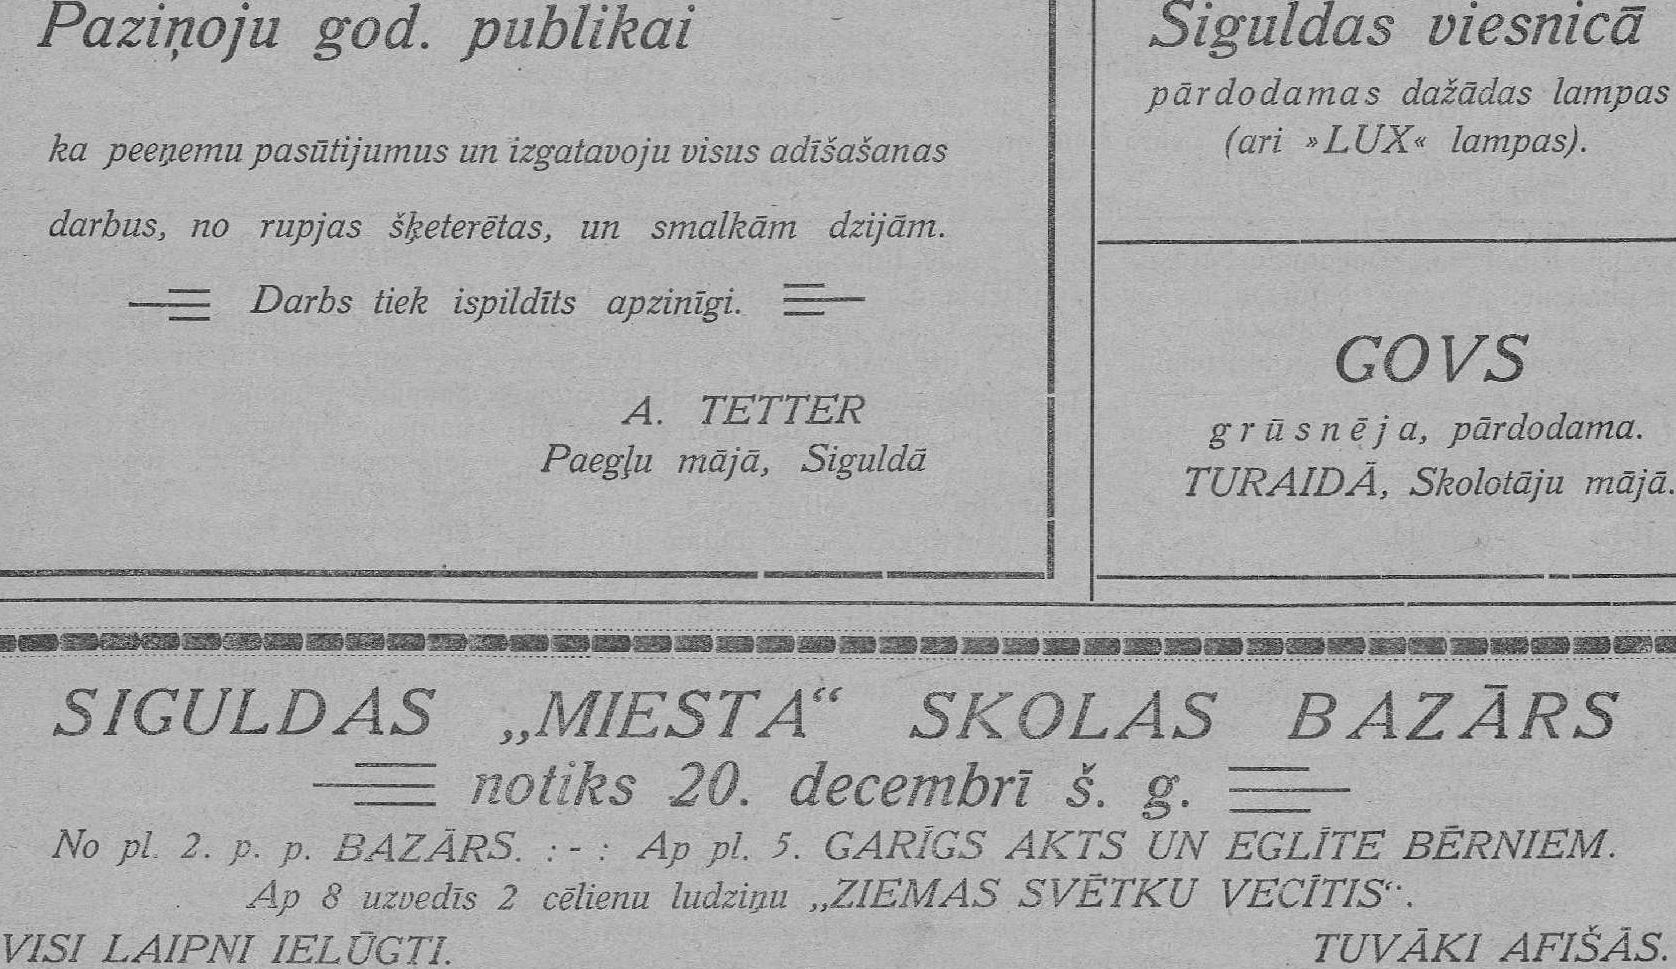 Paziņoju god. publikai
ka peeņemu pasūtijumus un izgatavoju visus adīšašanas
darbus, no rupjas šķeterētas, un smalkām dzijām.
Darbs tiek ispildīts apzinīgi.
A. TETTER
Paegļu mājā, Siguldā
Siguldas viesnicā
pārdodamas dažādas lampas
(ari »LUX« lampas).
GOVS
grūsnēja, pārdodama.
TURAIDĀ, Skolotāju mājā.
SIGULDAS „MIESTA“ SKOLAS BAZĀRS
notiks 20. decembrī š. g.
No pl. 2. p. p. BAZĀRS. :-: Ap pl. 5. GARĪGS AKTS UN EGLĪTE BĒRNIEM.
Ap 8 uzvedīs 2 cēlienu ludziņu „ZIEMAS SVĒTKU VECĪTIS“.
VISI LAIPNI IELŪGTI. TUVĀKI AFIŠĀS.